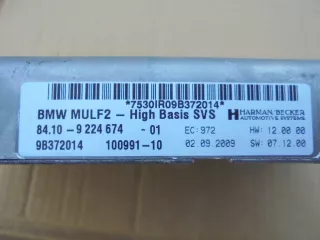 *7530IR09B372014*
BMW MULF2 – High Basis SVS HARMAN/BECKER
AUTOMOTIVE SYSTEMS
84.10- 9 224 674 - 01 EC: 972 HW: 12.00.00
9B372014 100991-10 02.09.2009 SW: 07.12.00